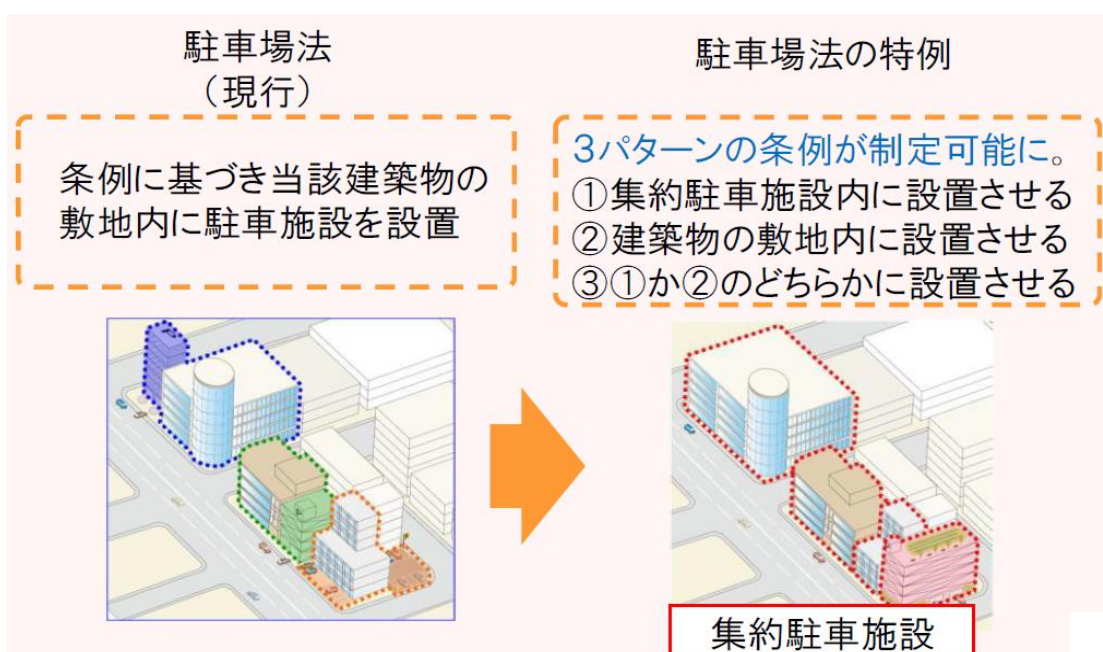 駐車場法
（現行）
条例に基づき当該建築物の
敷地内に駐車施設を設置
駐車場法の特例
３パターンの条例が制定可能に。
①集約駐車施設内に設置させる
②建築物の敷地内に設置させる
③①か②のどちらかに設置させる
集約駐車施設